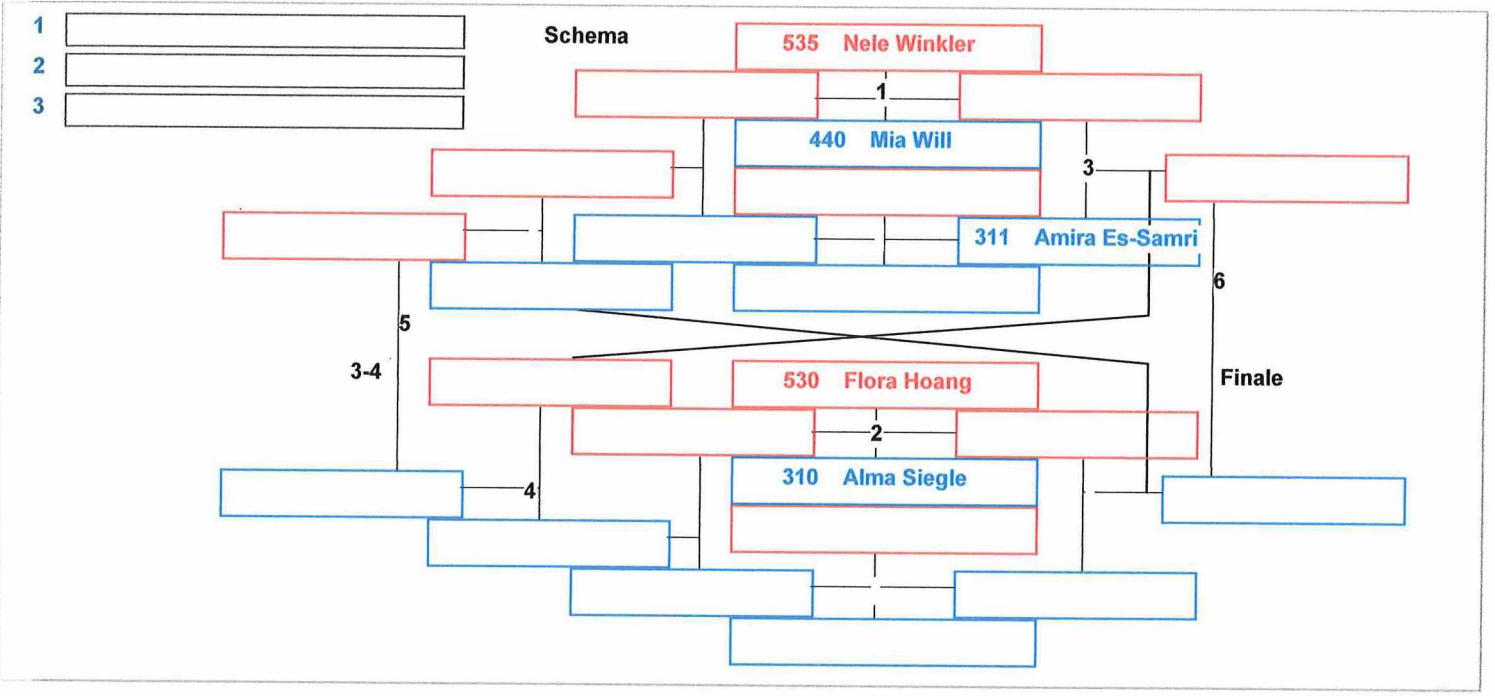 1
2
3
Schema
535 Nele Winkler
1
440 Mia Will
3
311 Amira Es-Samri
6
5
3-4
530 Flora Hoang
Finale
2
310 Alma Siegle
4